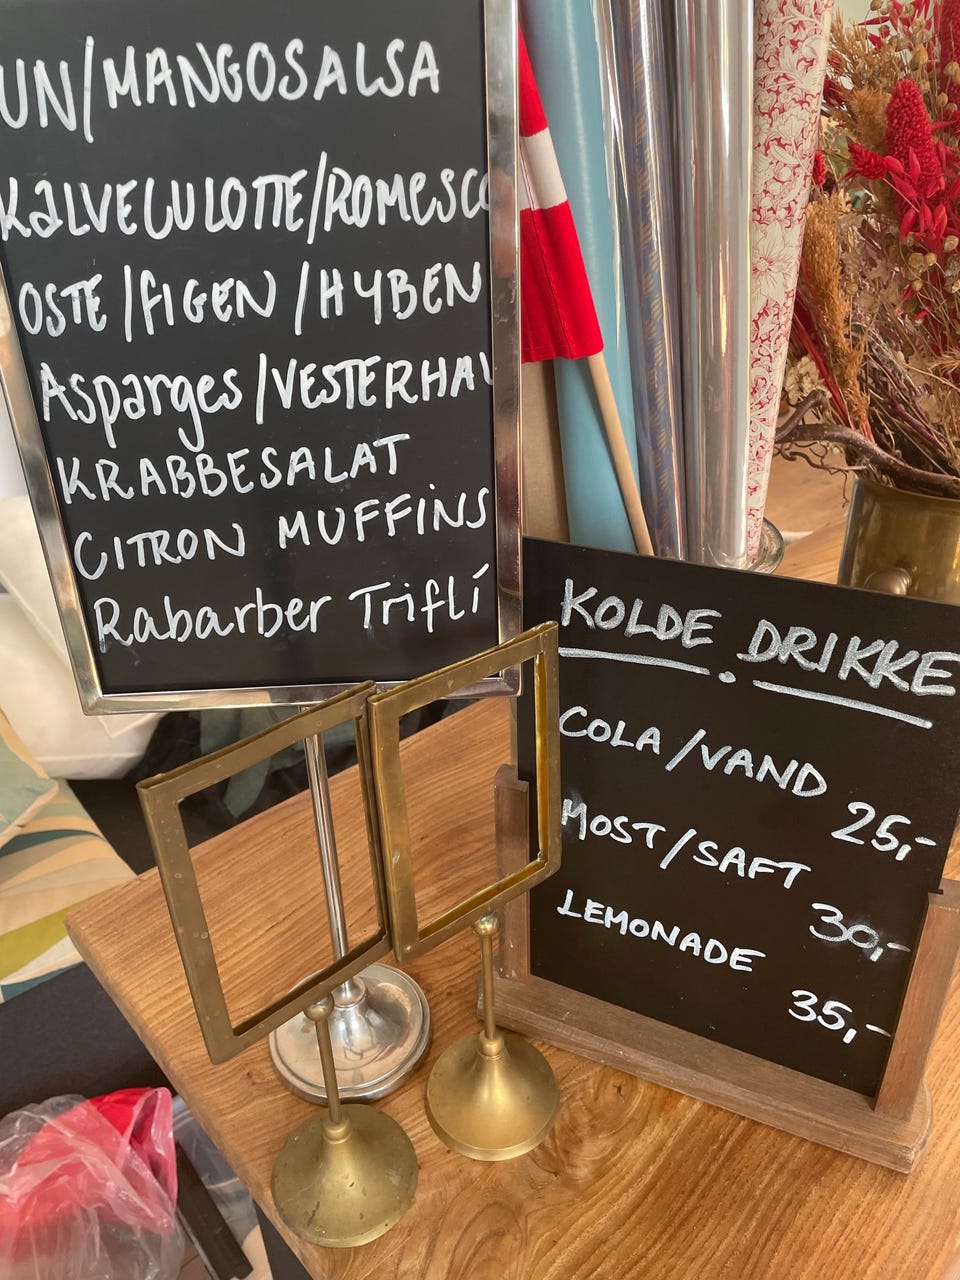 UN/MANGOSALSA
KALVECULOTTE/ROMESCO
OSTE/FIGEN/HYBEN
Asparges/VESTERHAV
KRABBESALAT
CITRON MUFFINS
Rabarber Trifli
KOLDE DRIKKE
COLA/VAND
25,-
MOST/SAFT
30,-
LEMONADE
35,-